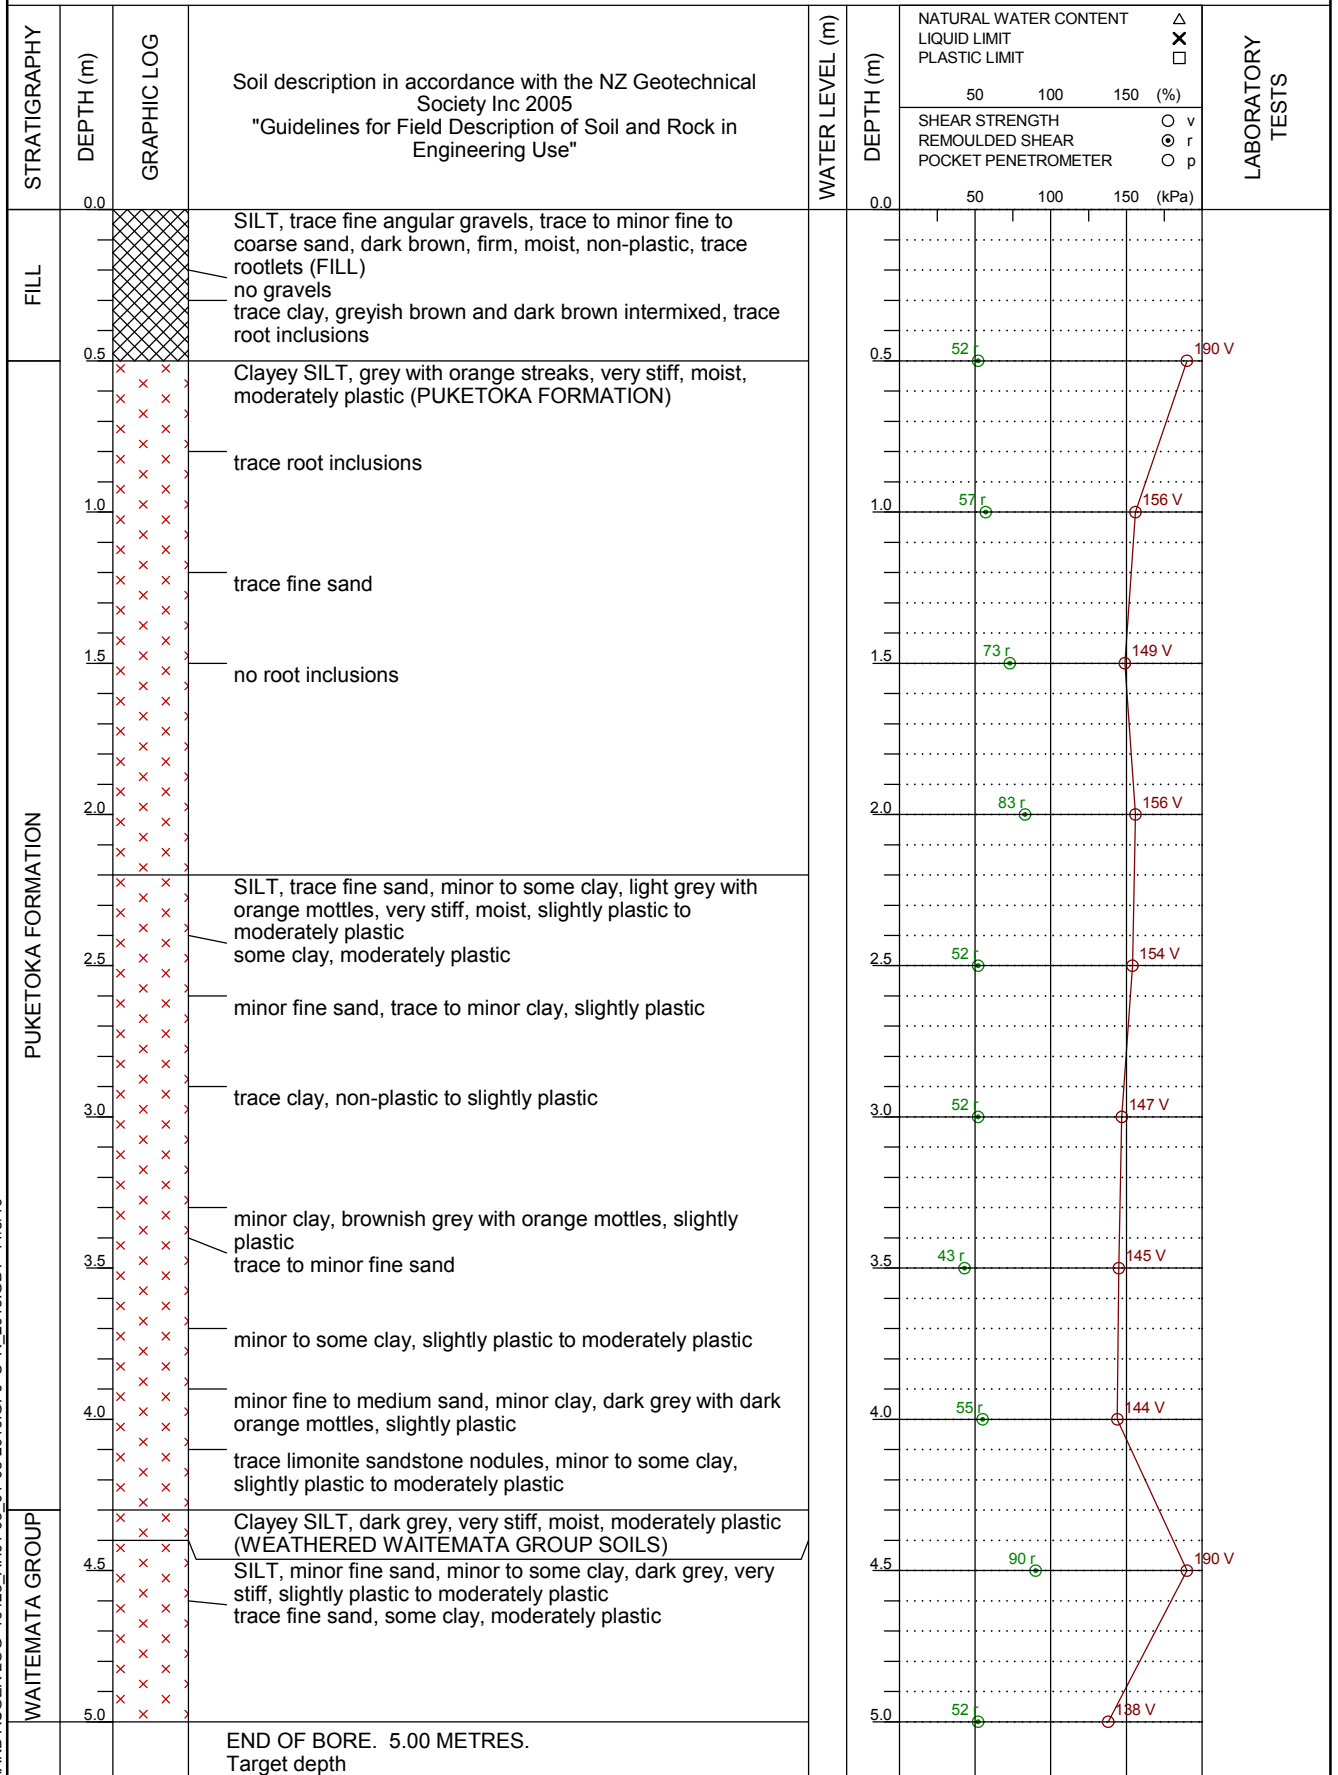 STRATIGRAPHY
DEPTH (m)
GRAPHIC LOG
Soil description in accordance with the NZ Geotechnical
Society Inc 2005
"Guidelines for Field Description of Soil and Rock in
Engineering Use"
WATER LEVEL (m)
DEPTH (m)
NATURAL WATER CONTENT △
LIQUID LIMIT ✕
PLASTIC LIMIT □
50 100 150 (%)
SHEAR STRENGTH ○ v
REMOULDED SHEAR ⊙ r
POCKET PENETROMETER ○ p
50 100 150 (kPa)
LABORATORY
TESTS
0.0
0.0
FILL
SILT, trace fine angular gravels, trace to minor fine to
coarse sand, dark brown, firm, moist, non-plastic, trace
rootlets (FILL)
no gravels
trace clay, greyish brown and dark brown intermixed, trace
root inclusions
0.5
0.5
52 r
190 V
PUKETOKA FORMATION
Clayey SILT, grey with orange streaks, very stiff, moist,
moderately plastic (PUKETOKA FORMATION)
trace root inclusions
1.0
1.0
57 r
156 V
trace fine sand
1.5
1.5
73 r
149 V
no root inclusions
2.0
2.0
83 r
156 V
SILT, trace fine sand, minor to some clay, light grey with
orange mottles, very stiff, moist, slightly plastic to
moderately plastic
some clay, moderately plastic
2.5
2.5
52 r
154 V
minor fine sand, trace to minor clay, slightly plastic
trace clay, non-plastic to slightly plastic
3.0
3.0
52 r
147 V
minor clay, brownish grey with orange mottles, slightly
plastic
trace to minor fine sand
3.5
3.5
43 r
145 V
minor to some clay, slightly plastic to moderately plastic
minor fine to medium sand, minor clay, dark grey with dark
orange mottles, slightly plastic
4.0
4.0
55 r
144 V
trace limonite sandstone nodules, minor to some clay,
slightly plastic to moderately plastic
WAITEMATA GROUP
Clayey SILT, dark grey, very stiff, moist, moderately plastic
(WEATHERED WAITEMATA GROUP SOILS)
4.5
4.5
90 r
190 V
SILT, minor fine sand, minor to some clay, dark grey, very
stiff, slightly plastic to moderately plastic
trace fine sand, some clay, moderately plastic
5.0
5.0
52 r
138 V
END OF BORE. 5.00 METRES.
Target depth